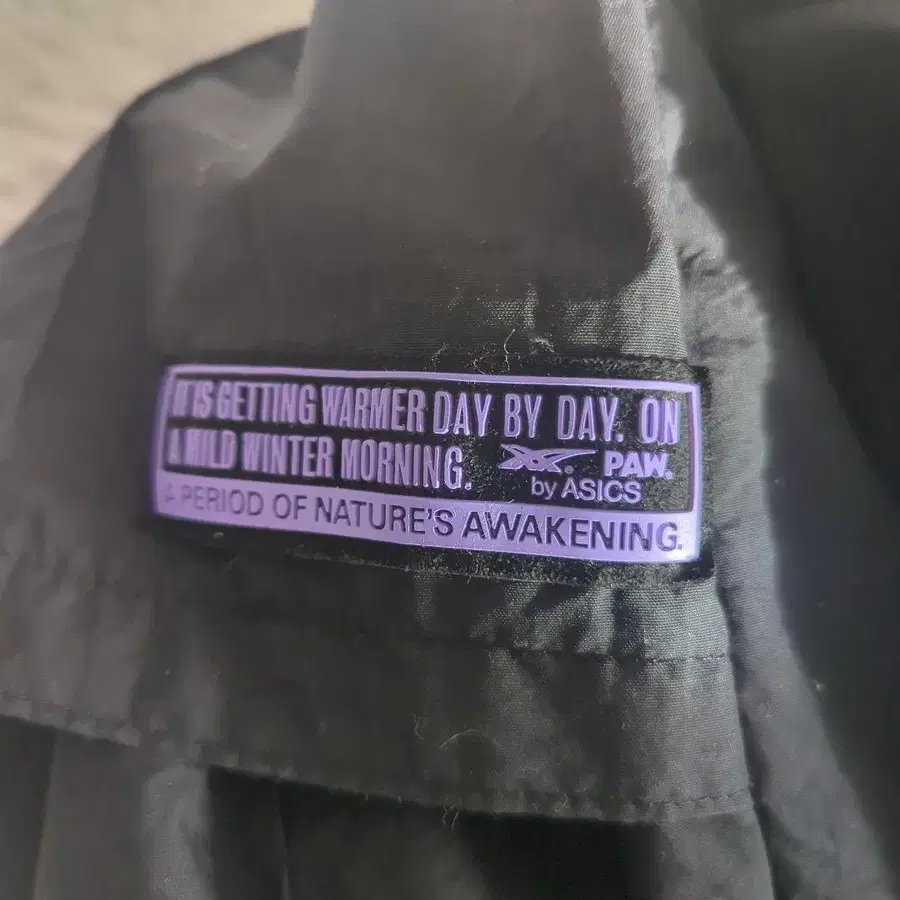 IT IS GETTING WARMER DAY BY DAY. ON
A MILD WINTER MORNING.
PAW.
by ASICS
A PERIOD OF NATURE'S AWAKENING.